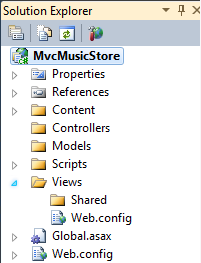 Solution Explorer
MvcMusicStore
Properties
References
Content
Controllers
Models
Scripts
Views
Shared
Web.config
Global.asax
Web.config